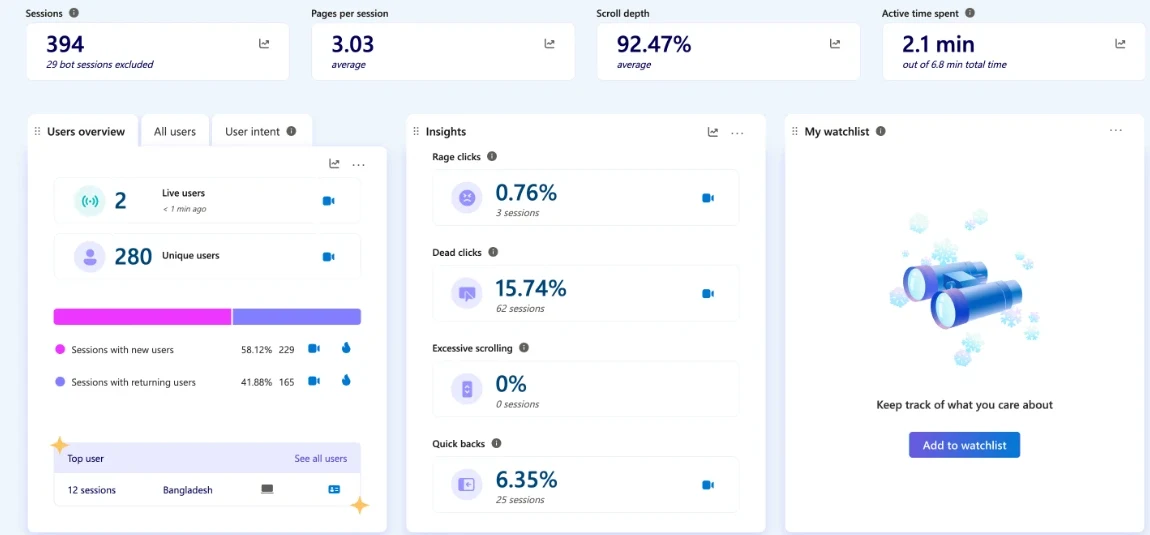 Sessions
394
29 bot sessions excluded
Pages per session
3.03
average
Scroll depth
92.47%
average
Active time spent
2.1 min
out of 6.8 min total time
Users overview
All users
User intent
2
Live users
< 1 min ago
280
Unique users
Sessions with new users 58.12% 229
Sessions with returning users 41.88% 165
Top user See all users
12 sessions Bangladesh
Insights
Rage clicks
0.76%
3 sessions
Dead clicks
15.74%
62 sessions
Excessive scrolling
0%
0 sessions
Quick backs
6.35%
25 sessions
My watchlist
Keep track of what you care about
Add to watchlist